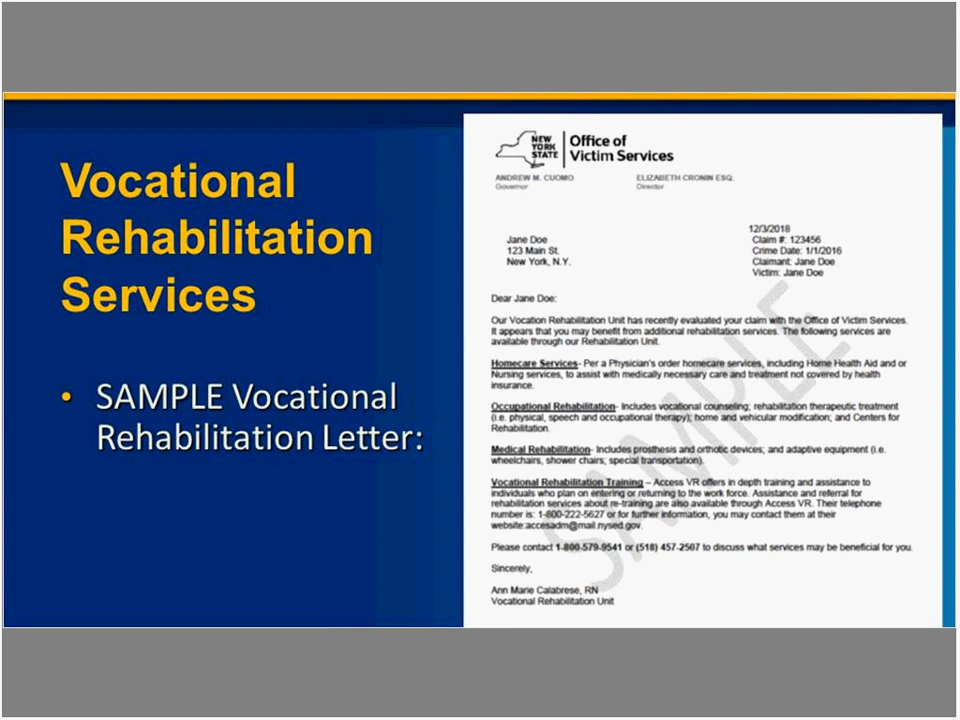 Vocational
Rehabilitation
Services
• SAMPLE Vocational
Rehabilitation Letter:
NEW
YORK
STATE
Office of
Victim Services
ANDREW M. CUOMO
Governor
ELIZABETH CRONIN ESQ.
Director
12/3/2018
Jane Doe
123 Main St.
New York, N.Y.
Claim #: 123456
Crime Date: 1/1/2016
Claimant: Jane Doe
Victim: Jane Doe
Dear Jane Doe:
Our Vocation Rehabilitation Unit has recently evaluated your claim with the Office of Victim Services.
It appears that you may benefit from additional rehabilitation services. The following services are
available through our Rehabilitation Unit.
Homecare Services- Per a Physician's order homecare services, including Home Health Aid and or
Nursing services, to assist with medically necessary care and treatment not covered by health
insurance.
Occupational Rehabilitation- Includes vocational counseling; rehabilitation therapeutic treatment
(i.e. physical, speech and occupational therapy); home and vehicular modification; and Centers for
Rehabilitation.
Medical Rehabilitation- Includes prosthesis and orthotic devices; and adaptive equipment (i.e.
wheelchairs, shower chairs; special transportation).
Vocational Rehabilitation Training – Access VR offers in depth training and assistance to
individuals who plan on entering or returning to the work force. Assistance and referral for
rehabilitation services about re-training are also available through Access VR. Their telephone
number is: 1-800-222-5627 or for further information, you may contact them at their
website:accesadm@mail.nysed.gov.
Please contact 1-800-579-9541 or (518) 457-2507 to discuss what services may be beneficial for you.
Sincerely,
Ann Marie Calabrese, RN
Vocational Rehabilitation Unit
SAMPLE